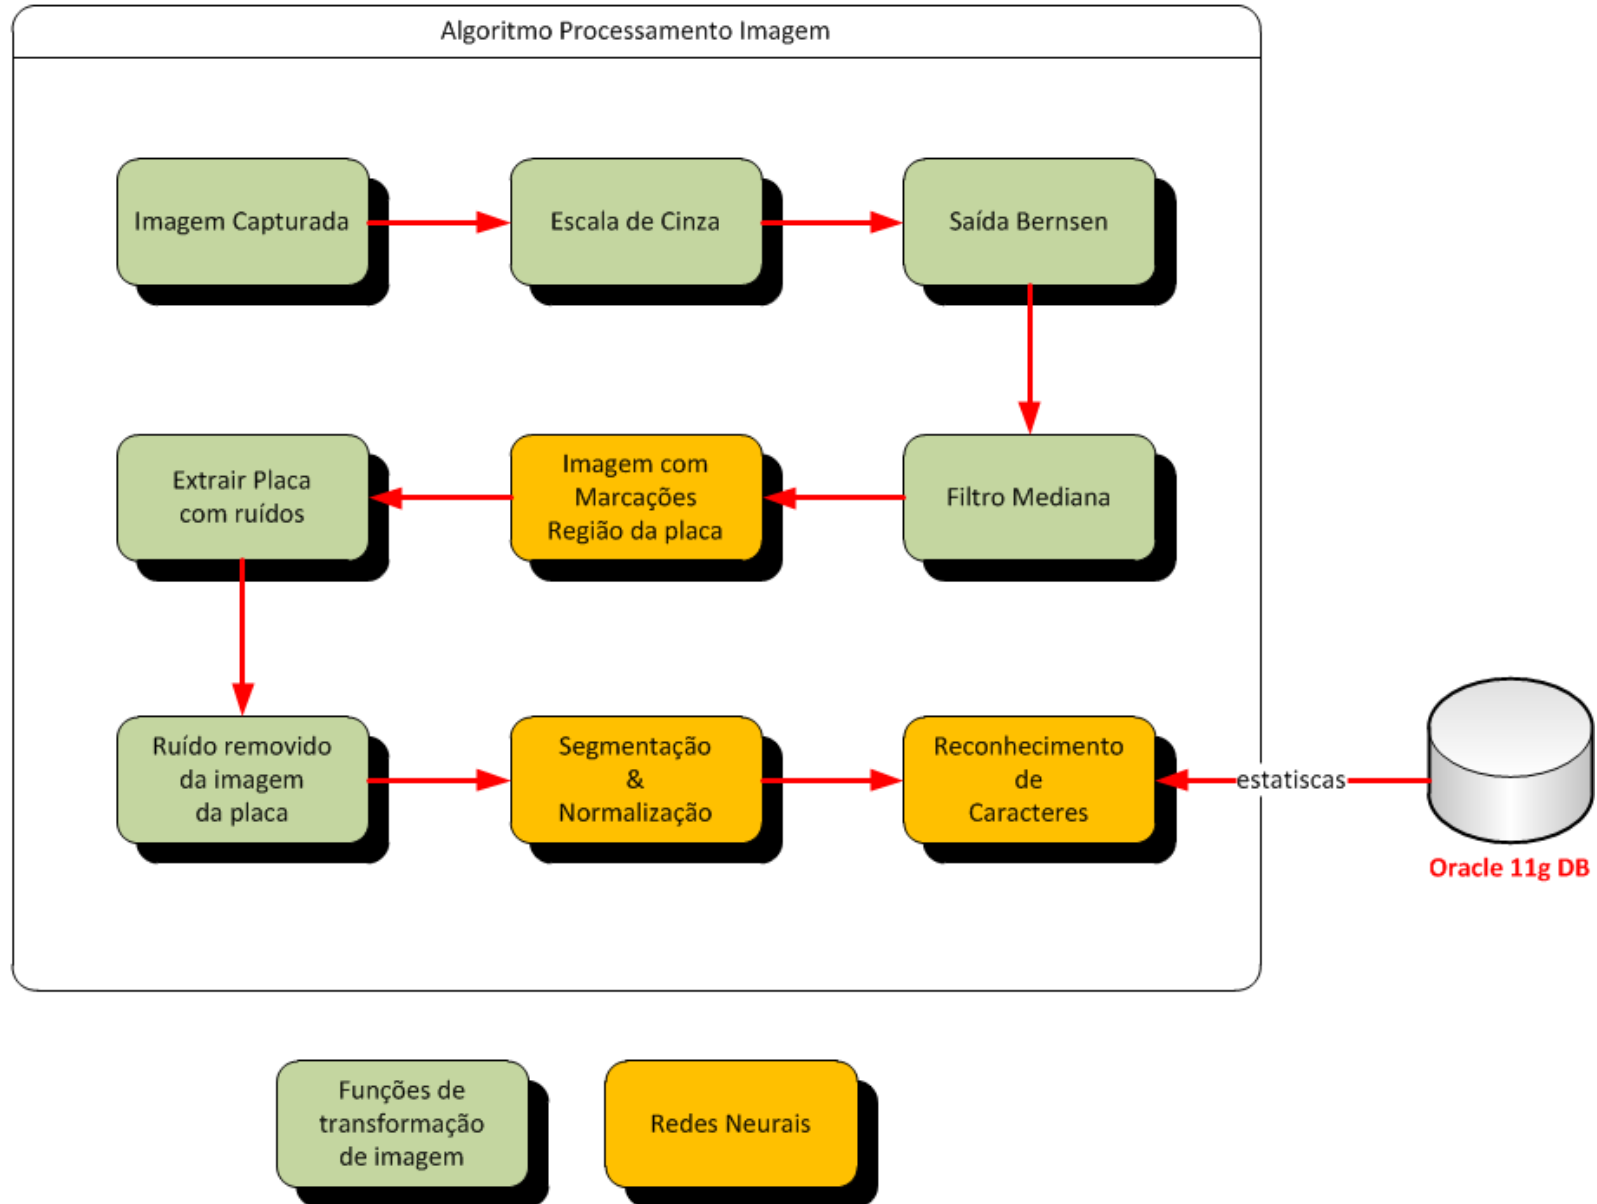 Algoritmo Processamento Imagem
Imagem Capturada
Escala de Cinza
Saída Bernsen
Extrair Placa
com ruídos
Imagem com
Marcações
Região da placa
Filtro Mediana
Ruído removido
da imagem
da placa
Segmentação
&
Normalização
Reconhecimento
de
Caracteres
estatiscas
Oracle 11g DB
Funções de
transformação
de imagem
Redes Neurais